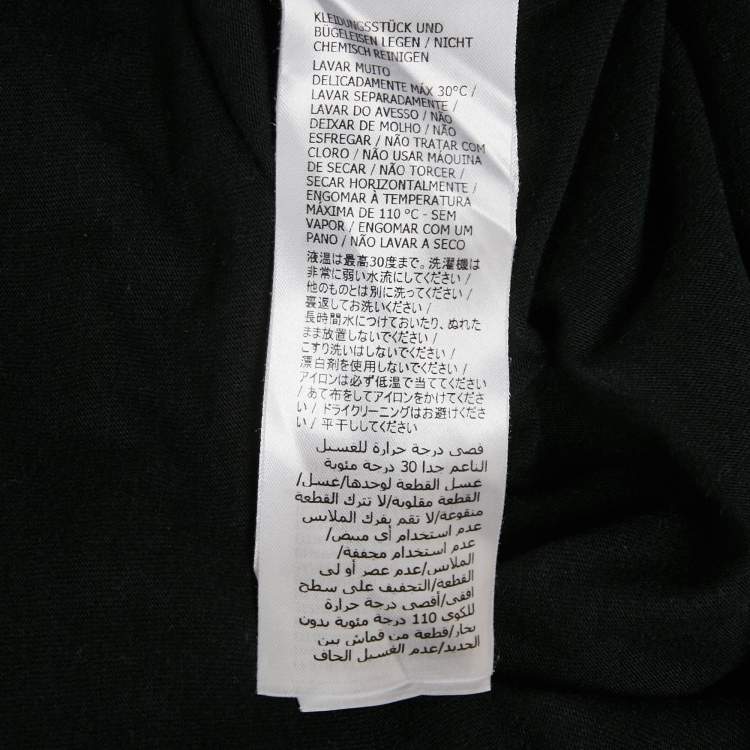 KLEIDUNGSSTÜCK UND
BÜGELEISEN LEGEN / NICHT
CHEMISCH REINIGEN
LAVAR MUITO
DELICADAMENTE MÁX 30°C /
LAVAR SEPARADAMENTE /
LAVAR DO AVESSO / NÃO
DEIXAR DE MOLHO / NÃO
ESFREGAR / NÃO TRATAR COM
CLORO / NÃO USAR MÁQUINA
DE SECAR / NÃO TORCER /
SECAR HORIZONTALMENTE /
ENGOMAR À TEMPERATURA
MÁXIMA DE 110 °C - SEM
VAPOR / ENGOMAR COM UM
PANO / NÃO LAVAR A SECO
液温は最高30度まで。洗濯機は
非常に弱い水流にしてください /
他のものとは別に洗ってください /
裏返してお洗いください /
長時間水につけておいたり、ぬれた
まま放置しないでください /
こすり洗いはしないでください /
漂白剤を使用しないでください /
アイロンは必ず低温で当ててください
/ あて布をしてアイロンをかけてくださ
い / ドライクリーニングはお避けくださ
い / 平干ししてください
قصى درجة حرارة للغسيل
الناعم جدا 30 درجة مئوية
غسل القطعة لوحدها/غسل/
القطعة مقلوبة/لا تترك القطعة
منقوعة/لا تقم بفرك الملابس
عدم استخدام أي مبيض/
عدم استخدام مجففة/
الملابس/عدم عصر أو لي
القطعة/التجفيف على سطح
افقي/أقصى درجة حرارة
للكوي 110 درجة مئوية بدون
بخار/قطعة من قماش بين
الحديد/عدم الغسيل الجاف